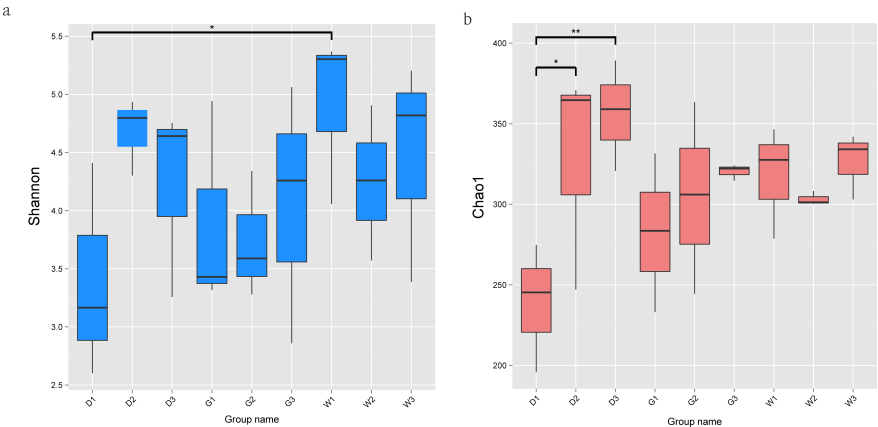 a
*
5.5
5.0
4.5
4.0
3.5
3.0
2.5
Shannon
D1 D2 D3 G1 G2 G3 W1 W2 W3
Group name
b
**
*
400
350
300
250
200
Chao1
D1 D2 D3 G1 G2 G3 W1 W2 W3
Group name